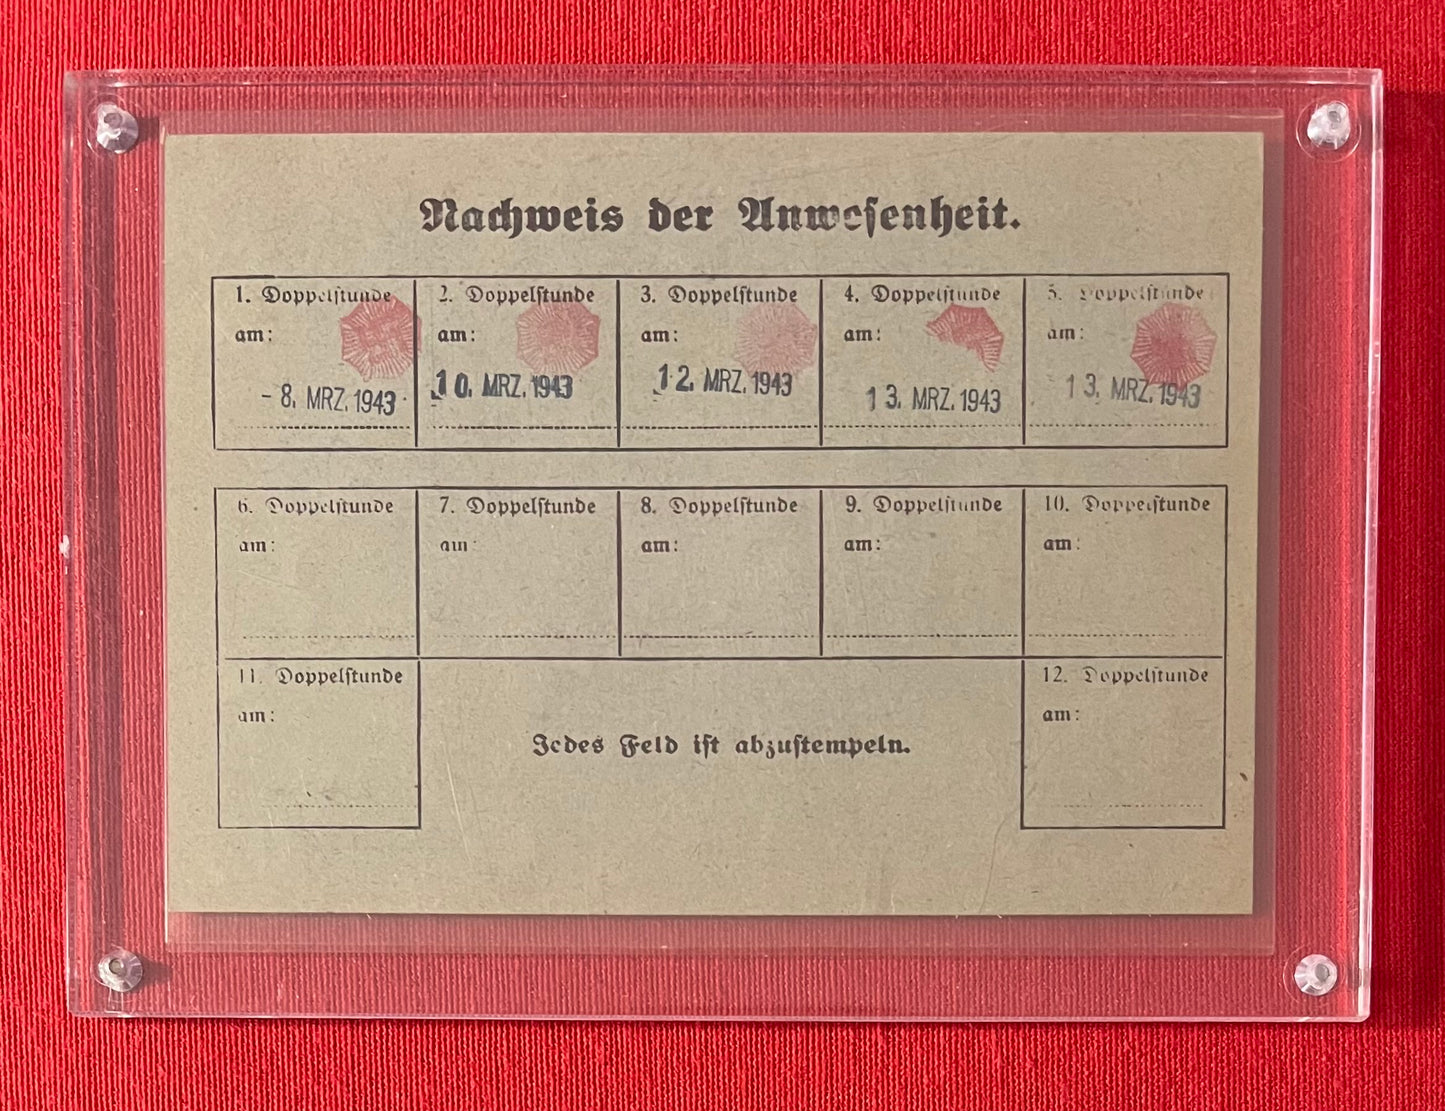 Nachweis der Anwesenheit.
1. Doppelſtunde 2. Doppelſtunde 3. Doppelſtunde 4. Doppelſtunde 5. Doppelſtunde
am: am: am: am: am:
- 8. MRZ. 1943 10. MRZ. 1943 12. MRZ. 1943 13. MRZ. 1943 13. MRZ. 1943
6. Doppelſtunde 7. Doppelſtunde 8. Doppelſtunde 9. Doppelſtunde 10. Doppelſtunde
am: am: am: am: am:
11. Doppelſtunde 12. Doppelſtunde
am: am:
Jedes Feld iſt abzuſtempeln.